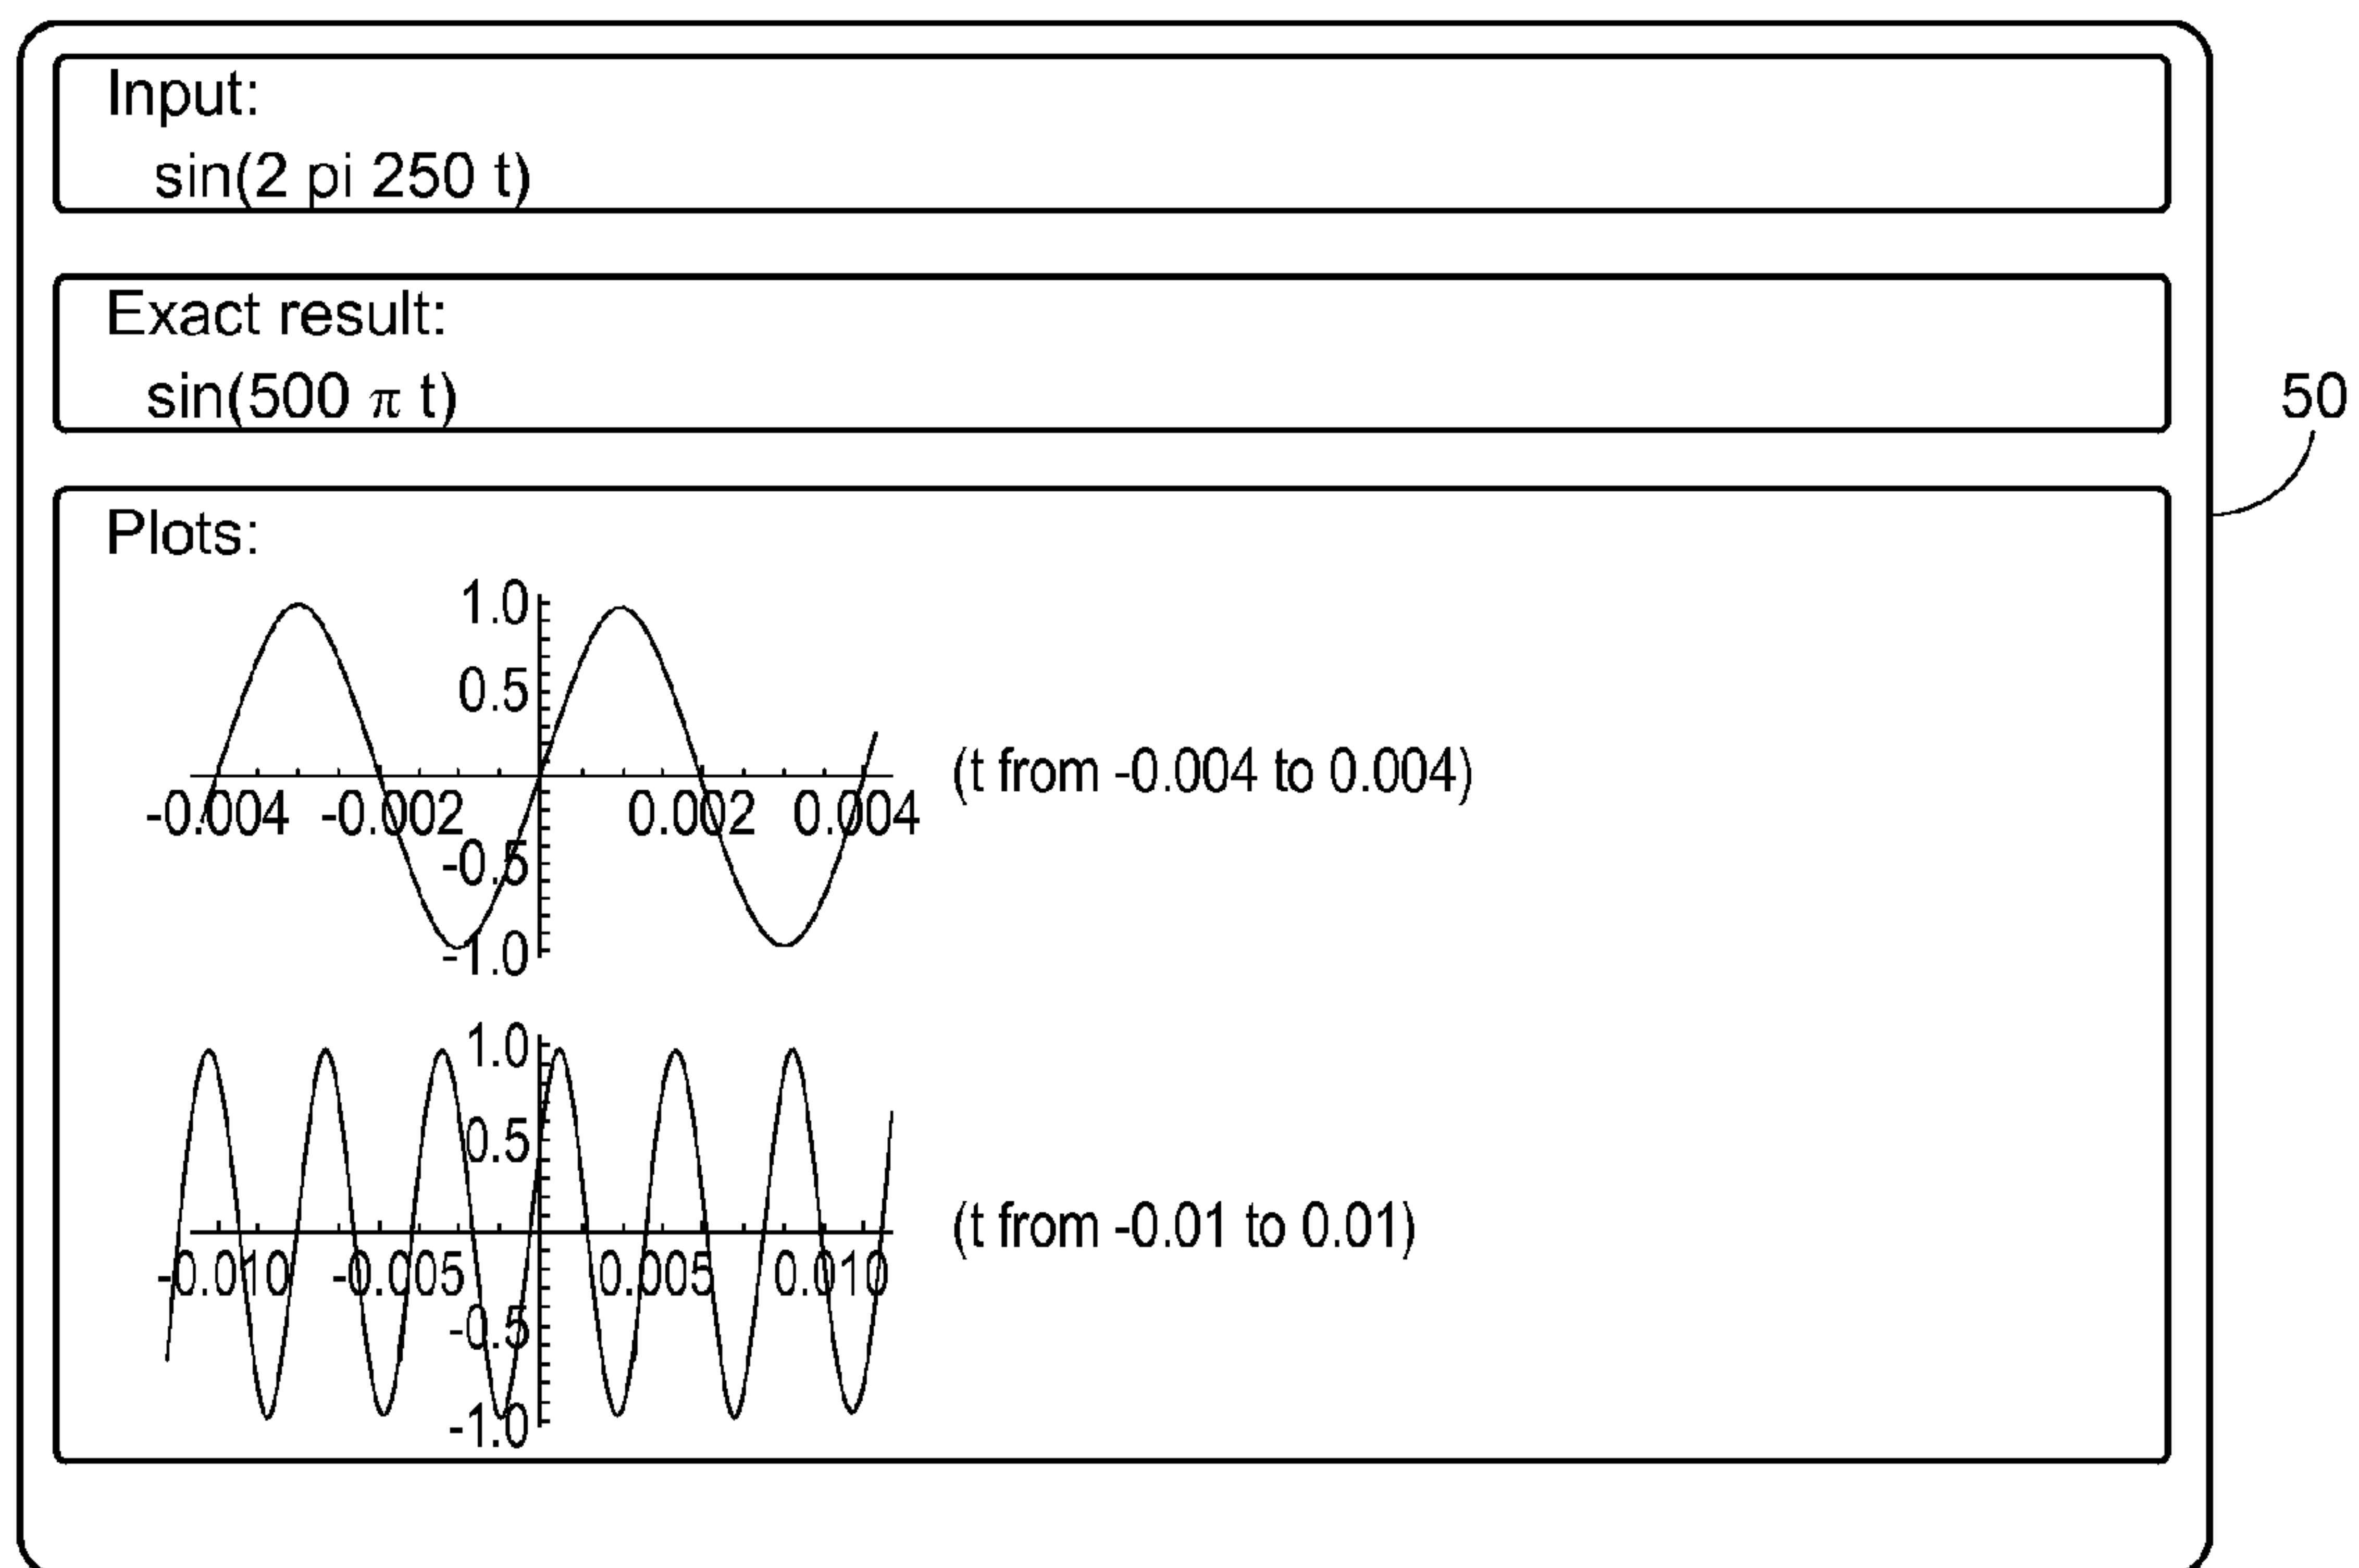 Input:
sin(2 pi 250 t)
Exact result:
sin(500 π t)
50
Plots:
1.0
0.5
(t from -0.004 to 0.004)
-0.004 -0.002 0.002 0.004
-0.5
-1.0
1.0
0.5
(t from -0.01 to 0.01)
-0.010 -0.005 0.005 0.010
-0.5
-1.0